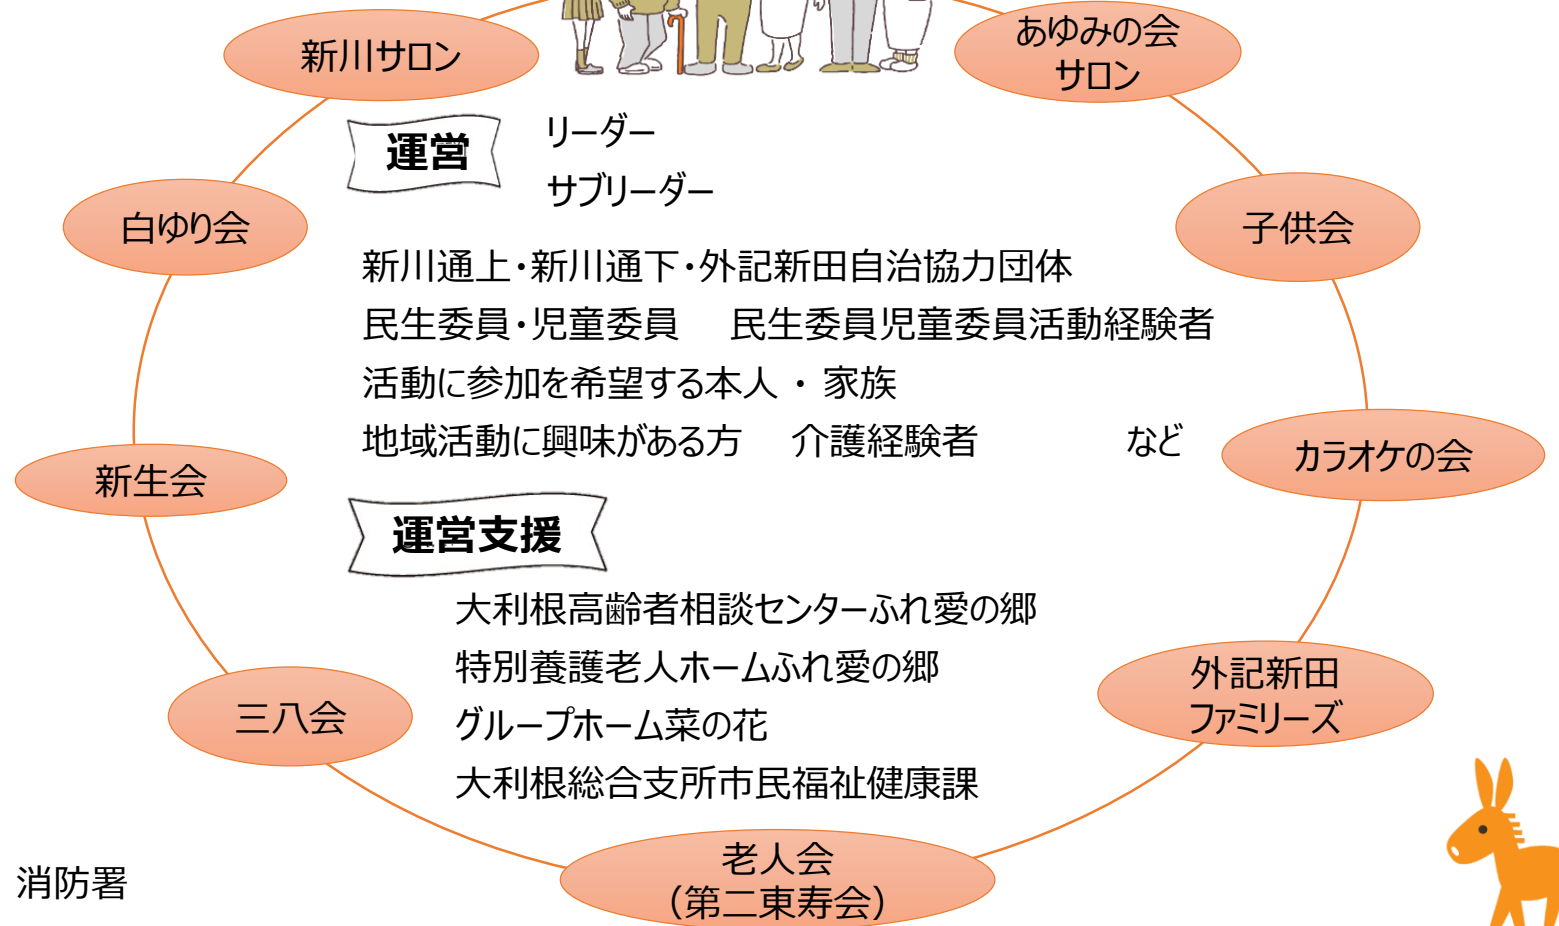 新川サロン
あゆみの会
サロン
運営
リーダー
サブリーダー
白ゆり会
子供会
新川通上・新川通下・外記新田自治協力団体
民生委員・児童委員　民生委員児童委員活動経験者
活動に参加を希望する本人・家族
地域活動に興味がある方　介護経験者　など
新生会
カラオケの会
運営支援
大利根高齢者相談センターふれ愛の郷
特別養護老人ホームふれ愛の郷
グループホーム菜の花
大利根総合支所市民福祉健康課
三八会
外記新田
ファミリーズ
老人会
（第二東寿会）
消防署